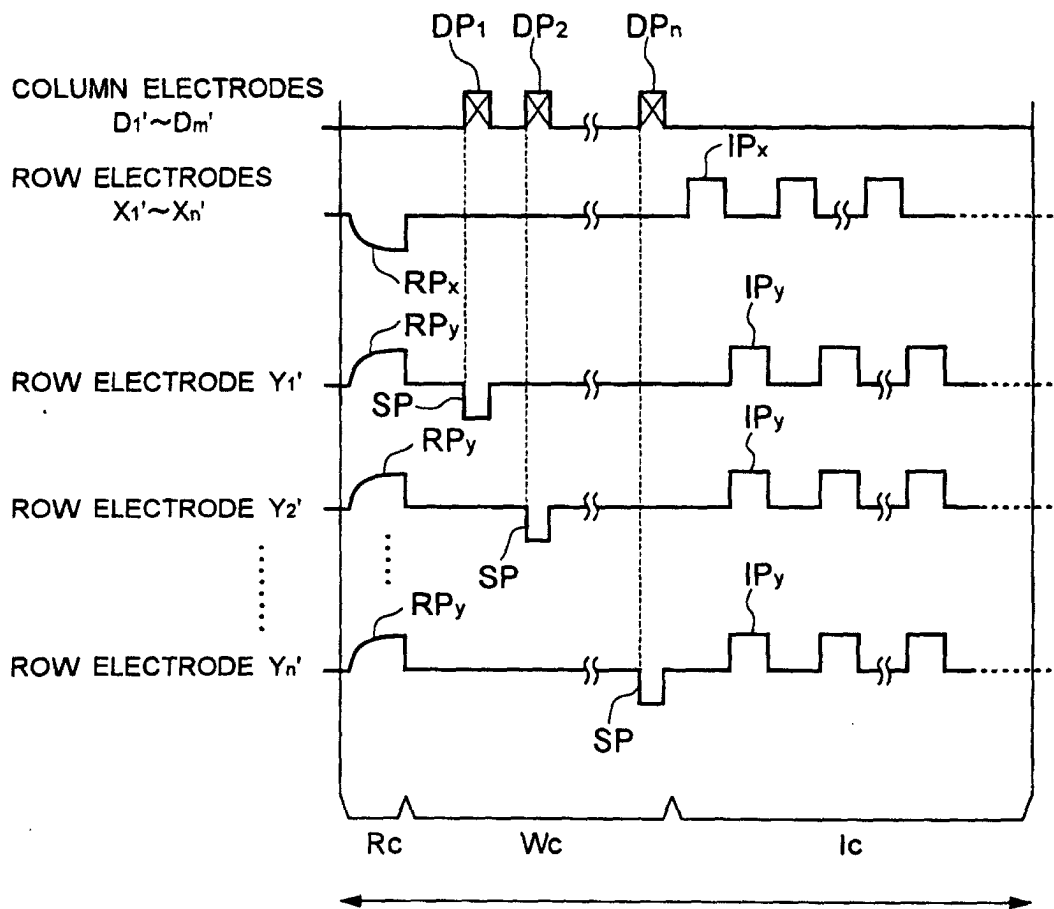 DP₁ DP₂ DPₙ
COLUMN ELECTRODES
D₁'~Dₘ'
IPₓ
ROW ELECTRODES
X₁'~Xₙ'
RPₓ
RPy IPy
ROW ELECTRODE Y₁'
SP
RPy IPy
ROW ELECTRODE Y₂'
SP
RPy IPy
ROW ELECTRODE Yₙ'
SP
Rc Wc Ic